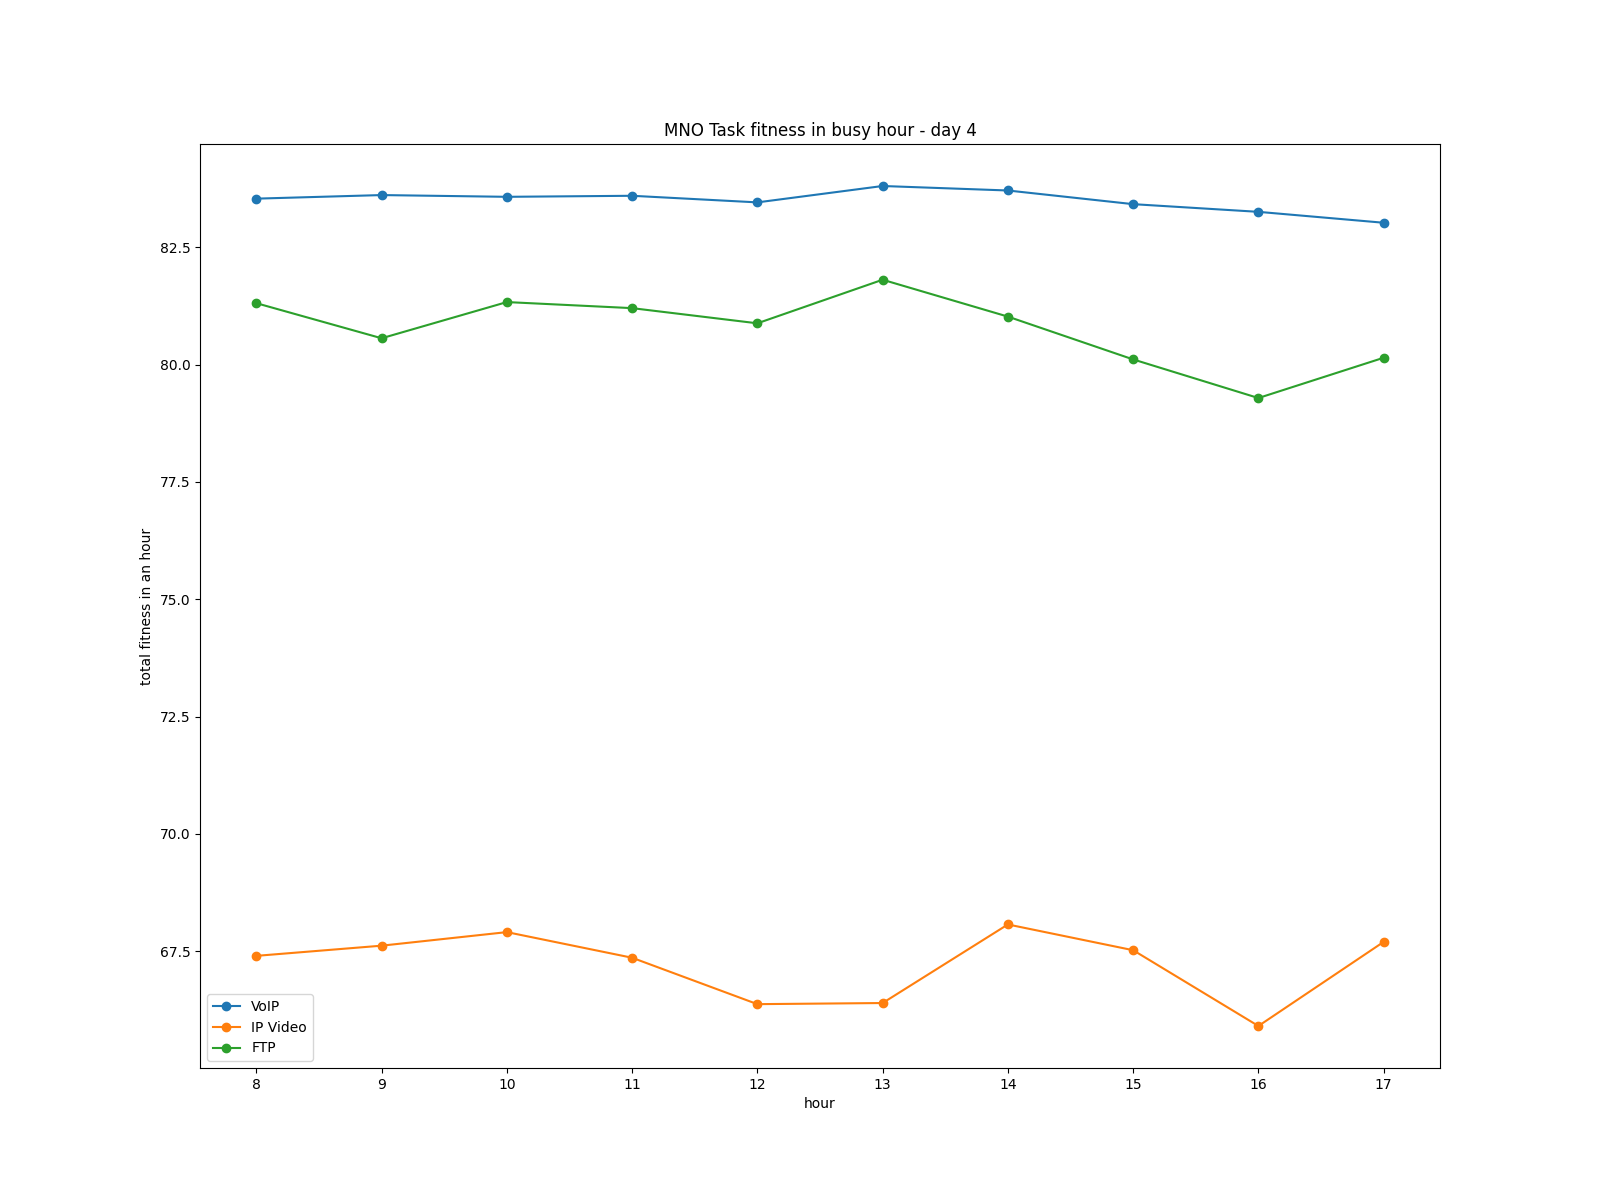 MNO Task fitness in busy hour - day 4
82.5
80.0
77.5
75.0
72.5
70.0
67.5
total fitness in an hour
VoIP
IP Video
FTP
8 9 10 11 12 13 14 15 16 17
hour